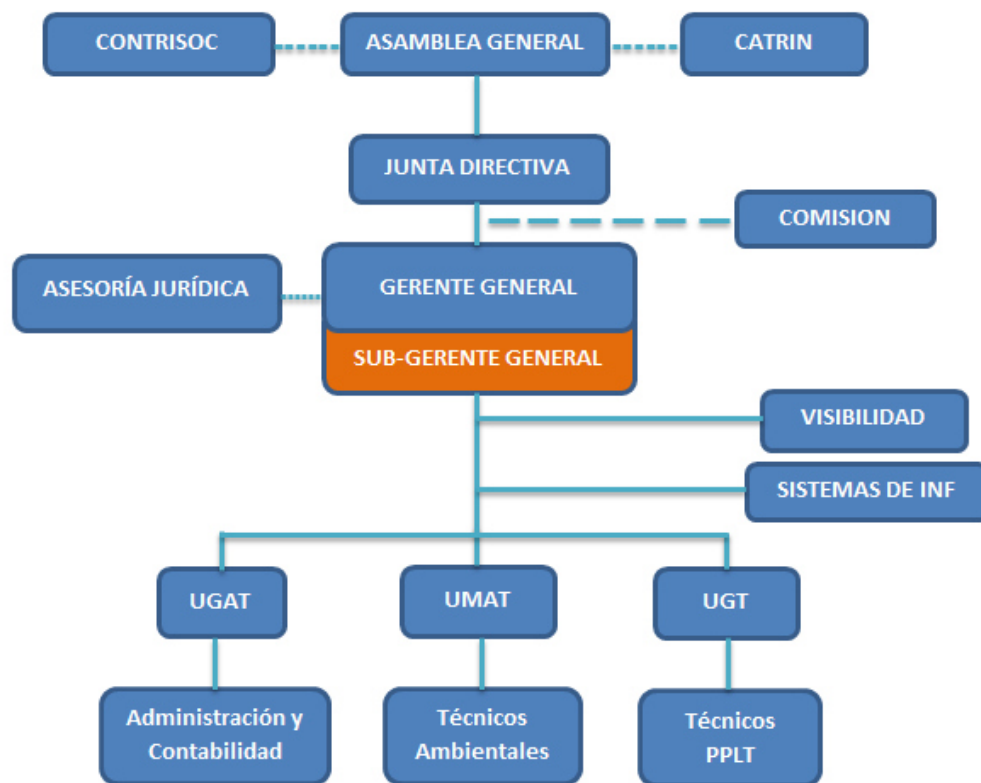 CONTRISOC
ASAMBLEA GENERAL
CATRIN
JUNTA DIRECTIVA
COMISION
ASESORÍA JURÍDICA
GERENTE GENERAL
SUB-GERENTE GENERAL
VISIBILIDAD
SISTEMAS DE INF
UGAT
UMAT
UGT
Administración y
Contabilidad
Técnicos
Ambientales
Técnicos
PPLT